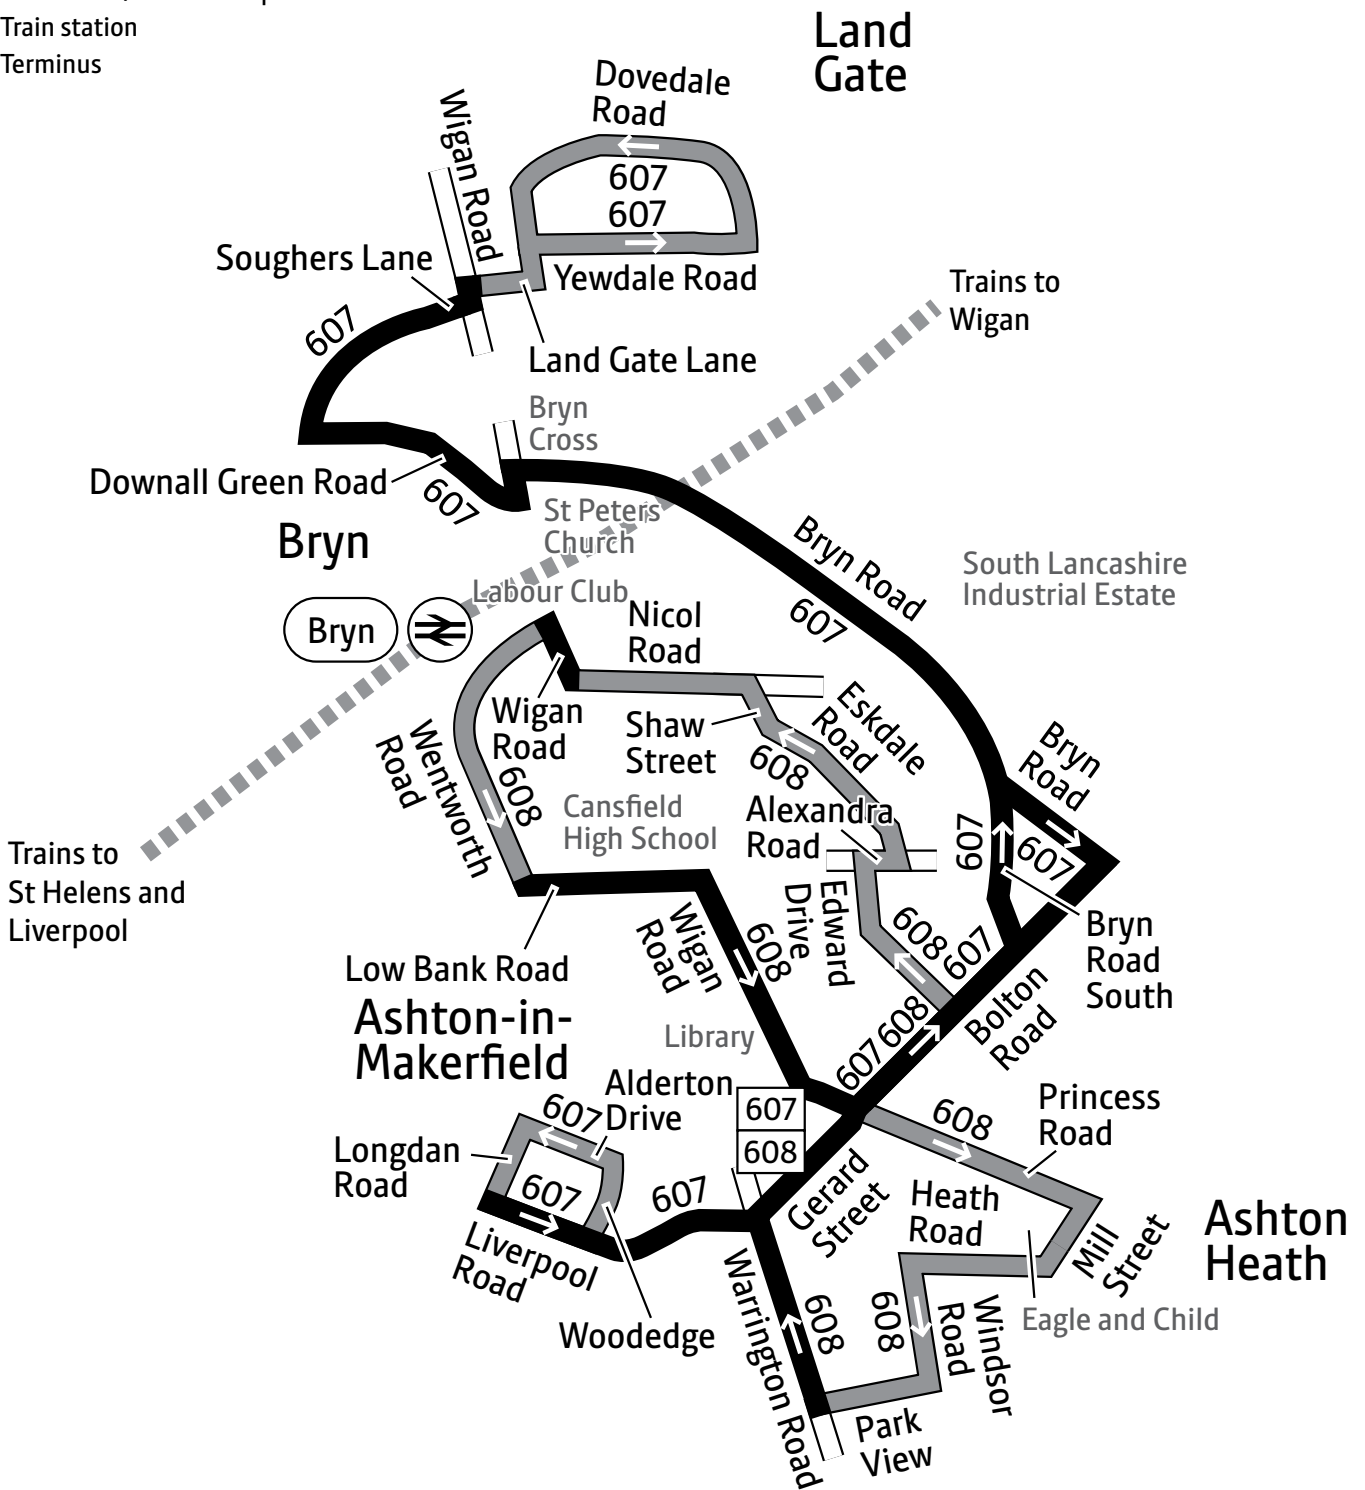 Train station
Terminus
Land
Gate
Dovedale
Road
Wigan Road
607
607
Soughers Lane
Yewdale Road
Trains to
Wigan
607
Land Gate Lane
Bryn
Cross
Downall Green Road
607
St Peters
Church
Bryn
Bryn Road
South Lancashire
Industrial Estate
Labour Club
Nicol
Road
607
Bryn
Wigan
Road
Shaw
Street
Eskdale
Road
608
Bryn
Road
Wentworth
Road
608
Cansfield
High School
Alexandra
Road
607
607
Trains to
St Helens and
Liverpool
Edward
Drive
608
607
Bryn
Road
South
Wigan
Road
608
Low Bank Road
Ashton-in-
Makerfield
Library
607 608
Bolton
Road
Alderton
Drive
607
607
608
608
Princess
Road
Longdan
Road
607
607
Gerard
Street
Heath
Road
Mill
Street
Ashton
Heath
Liverpool
Road
Woodedge
Warrington Road
608
608
Windsor
Road
Eagle and Child
Park
View